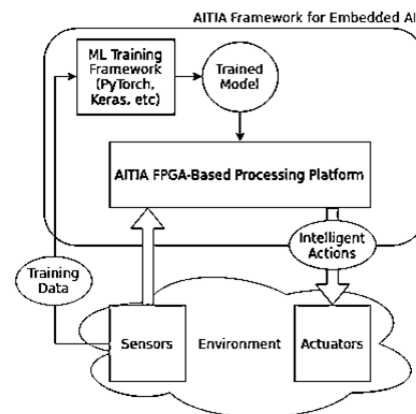 AITIA Framework for Embedded AI
ML Training
Framework
(PyTorch,
Keras, etc)
Trained
Model
AITIA FPGA-Based Processing Platform
Intelligent
Actions
Training
Data
Sensors
Environment
Actuators